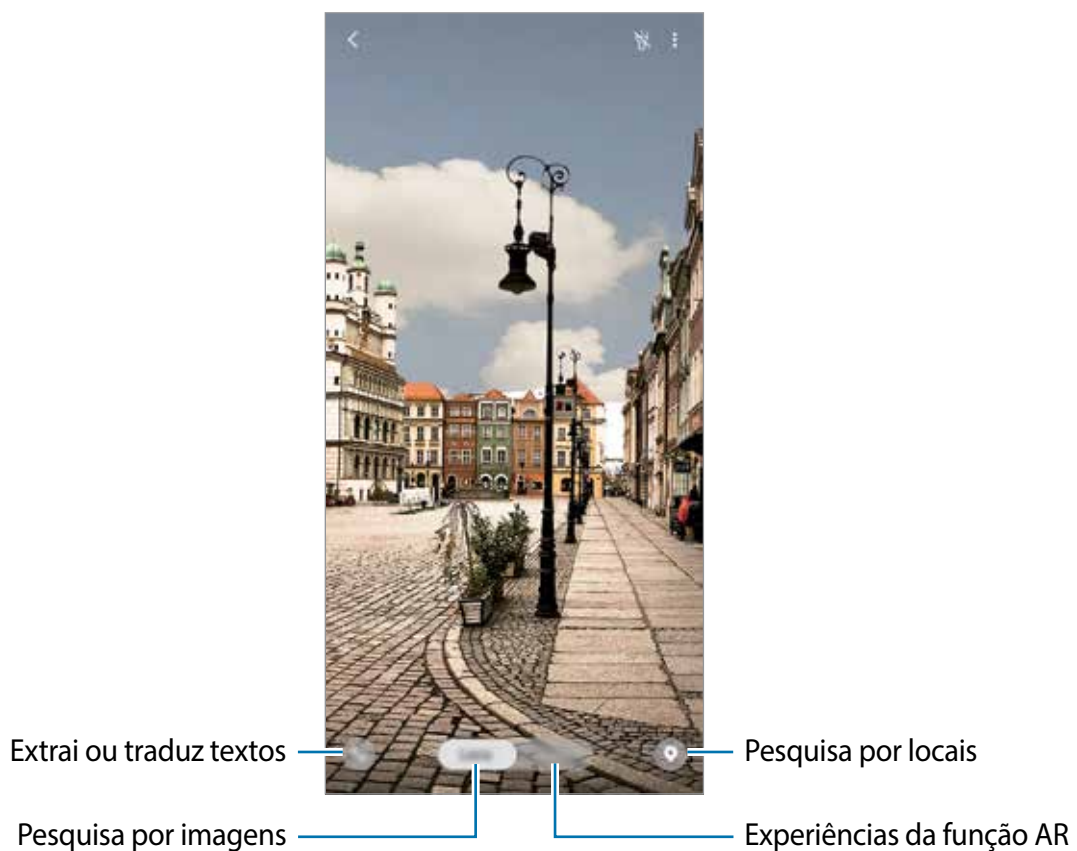 Extrai ou traduz textos
Pesquisa por locais
Pesquisa por imagens
Experiências da função AR